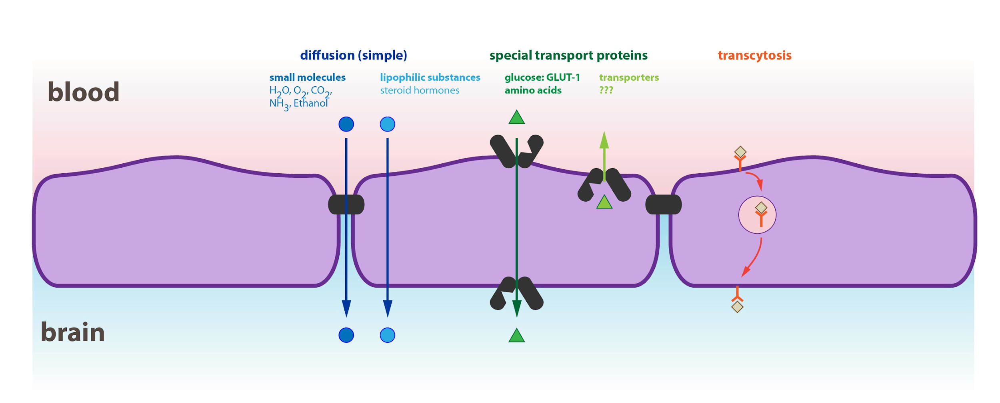 diffusion (simple)
special transport proteins
transcytosis
blood
small molecules
H2O, O2, CO2,
NH3, Ethanol
lipophilic substances
steroid hormones
glucose: GLUT-1
amino acids
transporters
???
brain